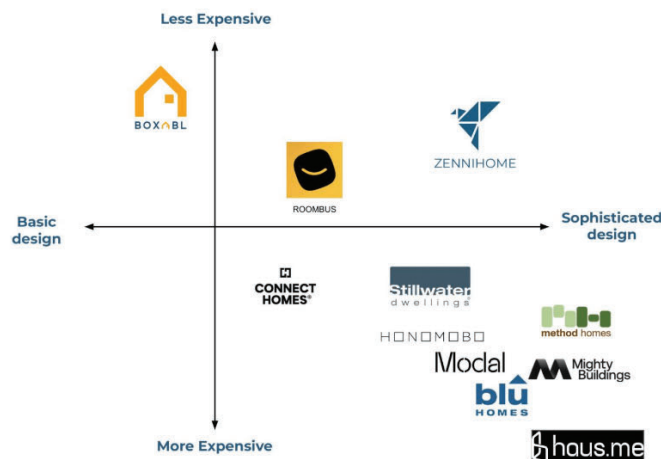 Less Expensive
BOXABL
ZENNIHOME
ROOMBUS
Basic
design
Sophisticated
design
CONNECT
HOMES®
Stillwater
dwellings®
HONOMOBO
method homes
Modal
Mighty
Buildings
blu
HOMES
More Expensive
haus.me